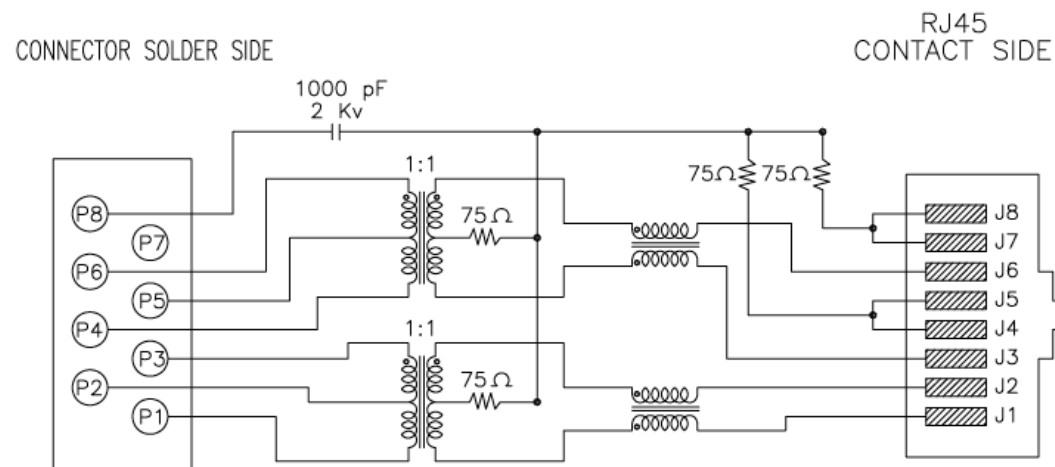 RJ45
CONNECTOR SOLDER SIDE
CONTACT SIDE
1000 pF
2 Kv
1:1
75Ω 75Ω
P8
J8
75Ω
P7
J7
P6
J6
P5
J5
P4
J4
1:1
P3
J3
75Ω
P2
J2
P1
J1